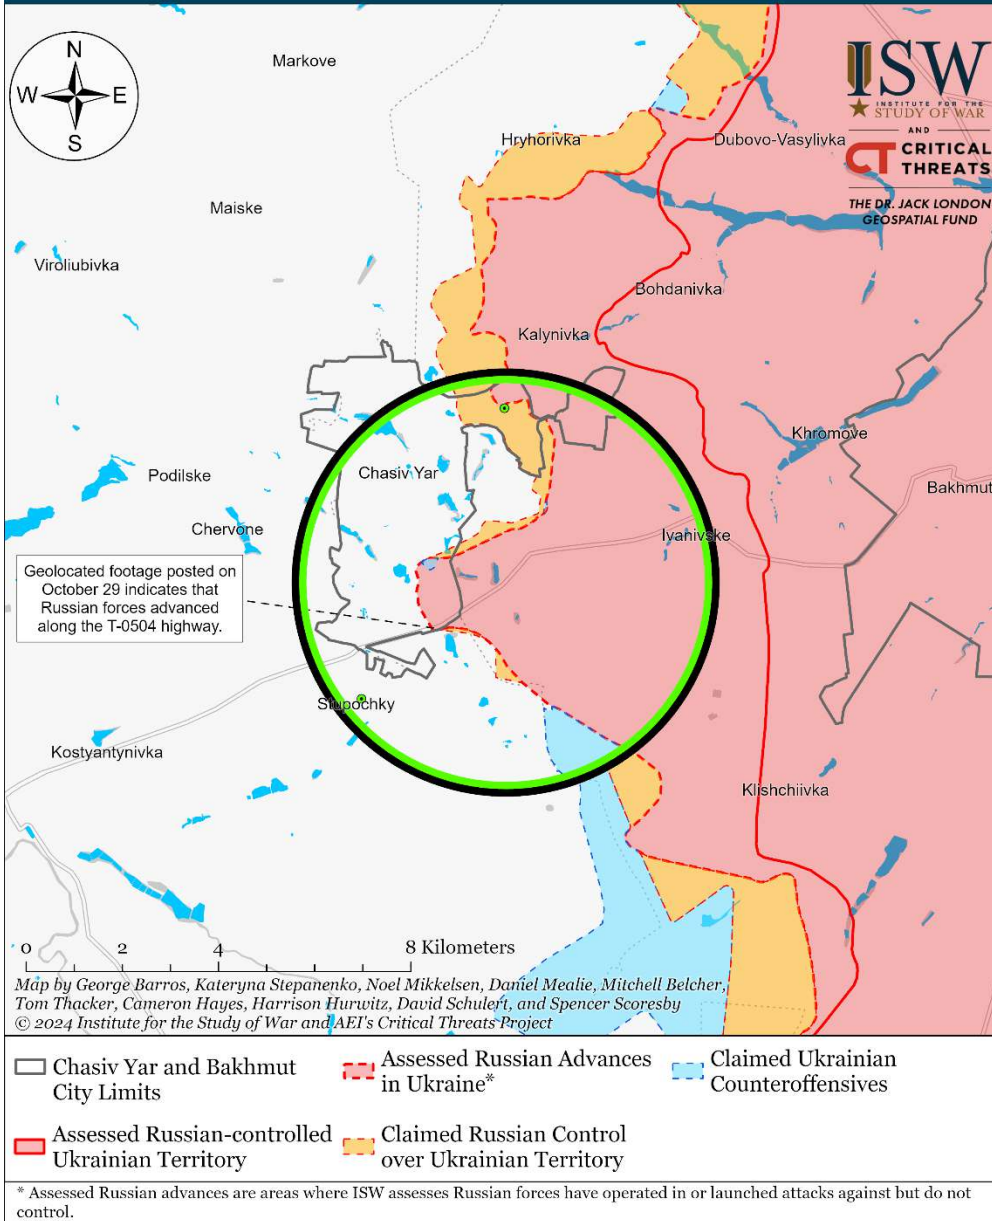 N
W E
S
ISW
INSTITUTE FOR THE
STUDY OF WAR
AND
CT CRITICAL
THREATS
THE DR. JACK LONDON
GEOSPATIAL FUND
Markove
Hryhorivka
Dubovo-Vasylivka
Maiske
Viroliubivka
Bohdanivka
Kalynivka
Khromove
Podilske
Chasiv Yar
Bakhmut
Chervone
Ivanivske
Geolocated footage posted on
October 29 indicates that
Russian forces advanced
along the T-0504 highway.
Stupochky
Kostyantynivka
Klishchiivka
0 2 4 8 Kilometers
Map by George Barros, Kateryna Stepanenko, Noel Mikkelsen, Daniel Mealie, Mitchell Belcher,
Tom Thacker, Cameron Hayes, Harrison Hurwitz, David Schulert, and Spencer Scoresby
© 2024 Institute for the Study of War and AEI's Critical Threats Project
Chasiv Yar and Bakhmut
City Limits
Assessed Russian Advances
in Ukraine*
Claimed Ukrainian
Counteroffensives
Assessed Russian-controlled
Ukrainian Territory
Claimed Russian Control
over Ukrainian Territory
* Assessed Russian advances are areas where ISW assesses Russian forces have operated in or launched attacks against but do not
control.